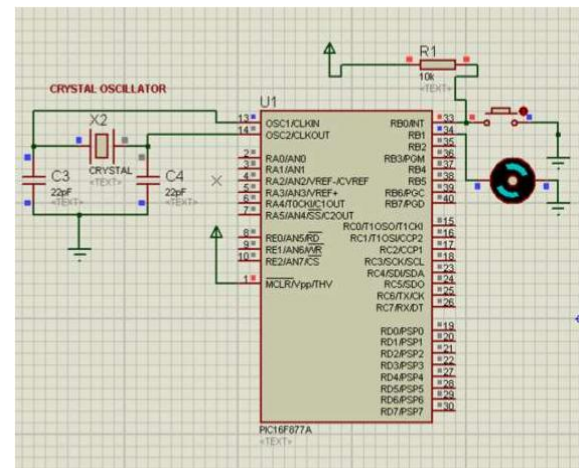 CRYSTAL OSCILLATOR
X2
CRYSTAL
<TEXT>
C3
22pF
<TEXT>
C4
22pF
<TEXT>
R1
10k
<TEXT>
U1
13 OSC1/CLKIN
14 OSC2/CLKOUT
2 RA0/AN0
3 RA1/AN1
4 RA2/AN2/VREF-/CVREF
5 RA3/AN3/VREF+
6 RA4/T0CKI/C1OUT
7 RA5/AN4/SS/C2OUT
8 RE0/AN5/RD
9 RE1/AN6/WR
10 RE2/AN7/CS
1 MCLR/Vpp/THV
RB0/INT 33
RB1 34
RB2 35
RB3/PGM 36
RB4 37
RB5 38
RB6/PGC 39
RB7/PGD 40
RC0/T1OSO/T1CKI 15
RC1/T1OSI/CCP2 16
RC2/CCP1 17
RC3/SCK/SCL 18
RC4/SDI/SDA 23
RC5/SDO 24
RC6/TX/CK 25
RC7/RX/DT 26
RD0/PSP0 19
RD1/PSP1 20
RD2/PSP2 21
RD3/PSP3 22
RD4/PSP4 27
RD5/PSP5 28
RD6/PSP6 29
RD7/PSP7 30
PIC16F877A
<TEXT>